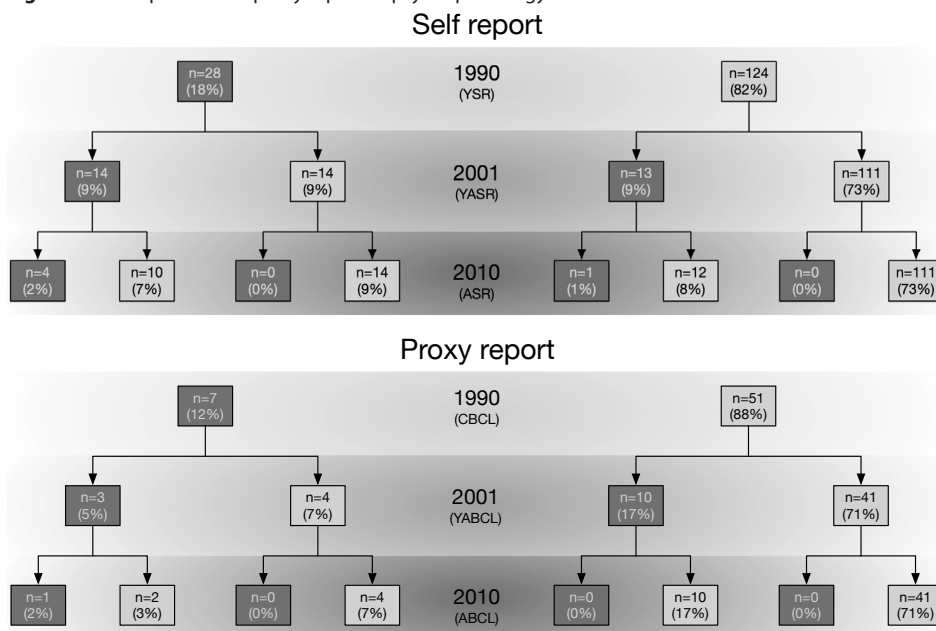 Self report
n=28
(18%)
1990
(YSR)
n=124
(82%)
n=14
(9%)
n=14
(9%)
2001
(YASR)
n=13
(9%)
n=111
(73%)
n=4
(2%)
n=10
(7%)
n=0
(0%)
n=14
(9%)
2010
(ASR)
n=1
(1%)
n=12
(8%)
n=0
(0%)
n=111
(73%)
Proxy report
n=7
(12%)
1990
(CBCL)
n=51
(88%)
n=3
(5%)
n=4
(7%)
2001
(YABCL)
n=10
(17%)
n=41
(71%)
n=1
(2%)
n=2
(3%)
n=0
(0%)
n=4
(7%)
2010
(ABCL)
n=0
(0%)
n=10
(17%)
n=0
(0%)
n=41
(71%)